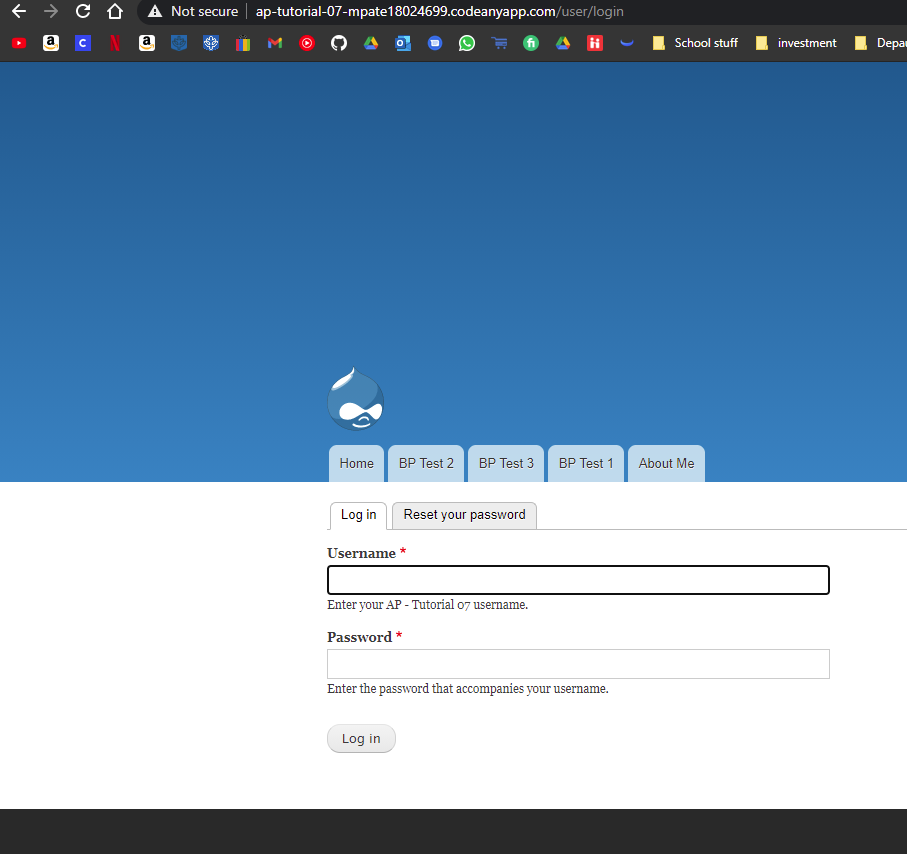 Not secure | ap-tutorial-07-mpate18024699.codeanyapp.com/user/login
School stuff investment Depa
Home BP Test 2 BP Test 3 BP Test 1 About Me
Log in Reset your password
Username *
Enter your AP - Tutorial 07 username.
Password *
Enter the password that accompanies your username.
Log in